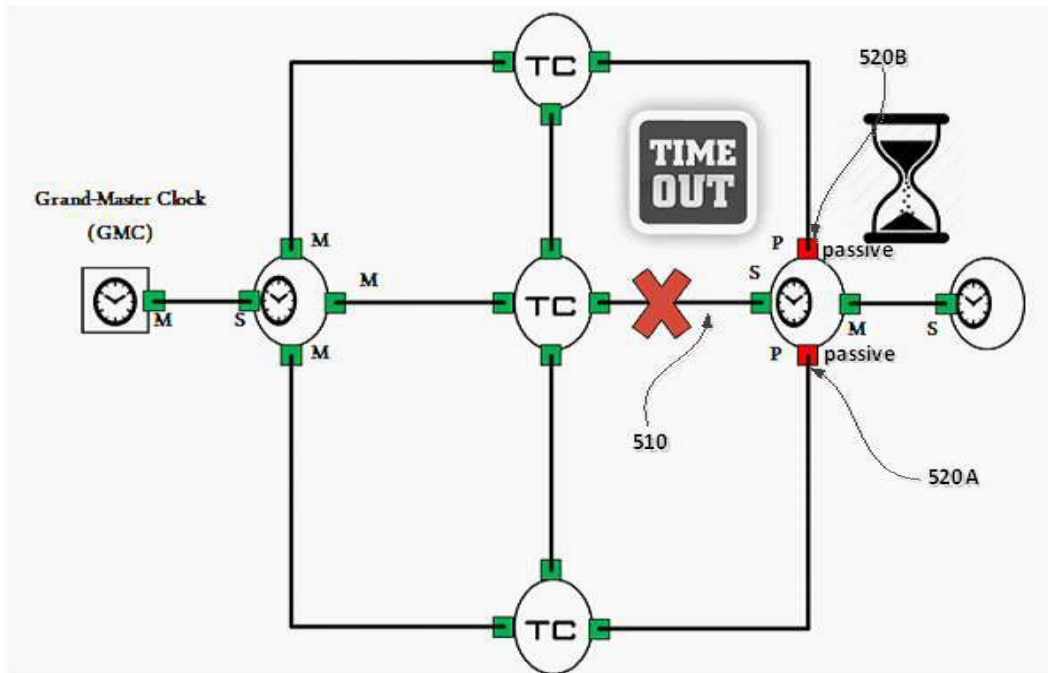 TC
520B
TIME
OUT
Grand-Master Clock
(GMC)
M
P
passive
M
S
TC
M
S
M
S
M
P
passive
510
520A
TC